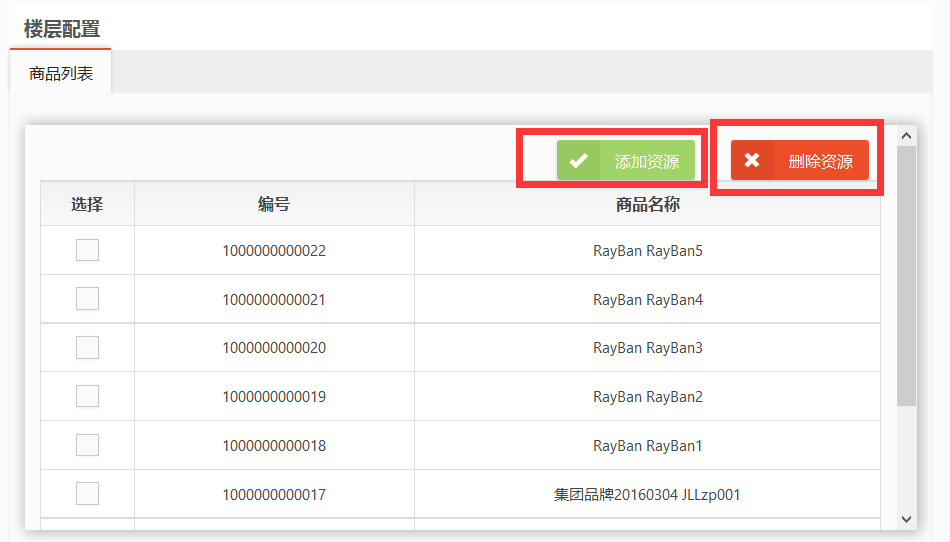 楼层配置
商品列表
添加资源 删除资源
选择 编号 商品名称
1000000000022 RayBan RayBan5
1000000000021 RayBan RayBan4
1000000000020 RayBan RayBan3
1000000000019 RayBan RayBan2
1000000000018 RayBan RayBan1
1000000000017 集团品牌20160304 JLLzp001